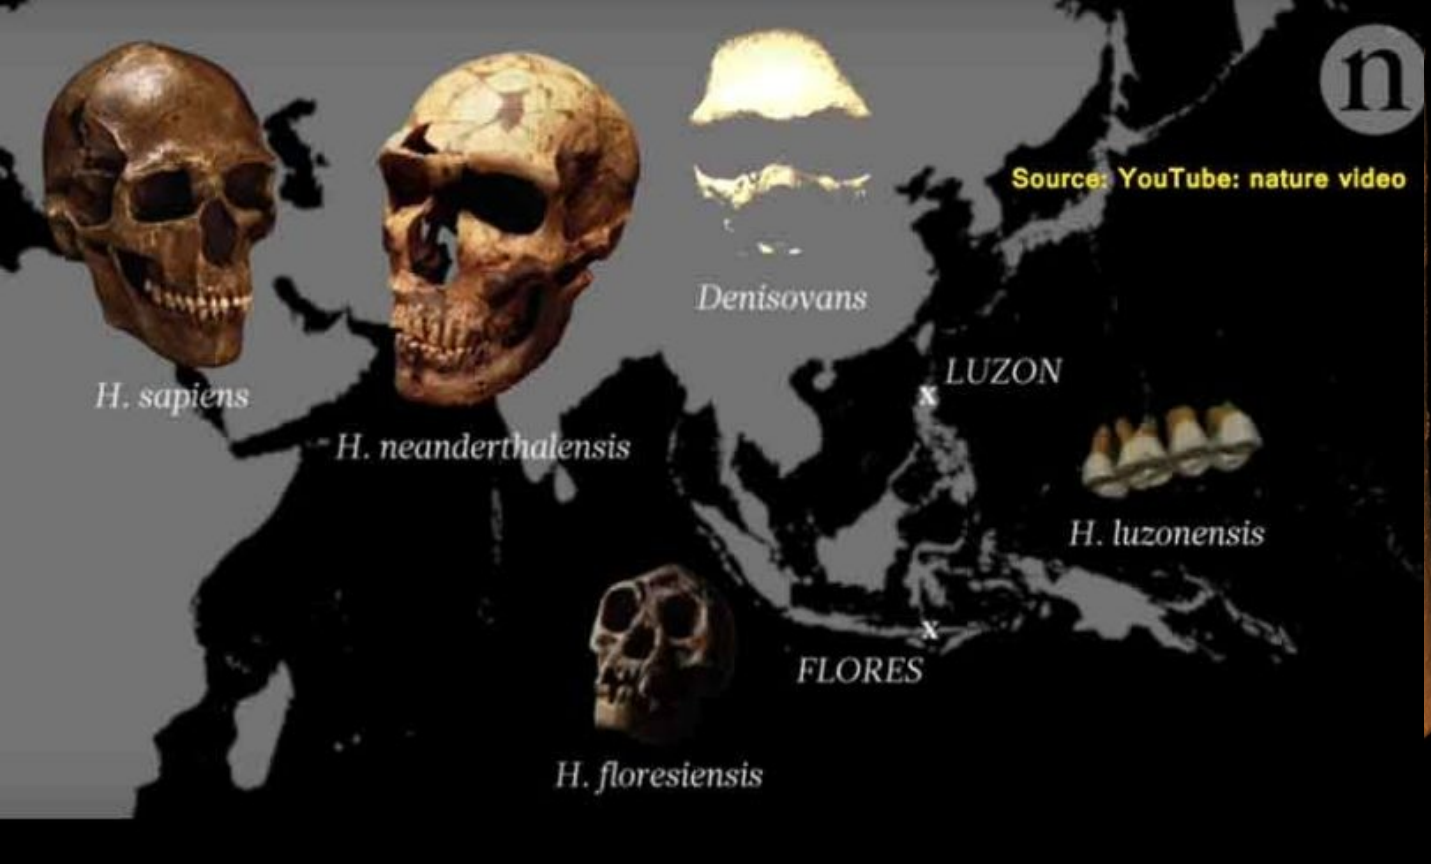 n
Source: YouTube: nature video
Denisovans
LUZON
H. sapiens
H. neanderthalensis
H. luzonensis
FLORES
H. floresiensis